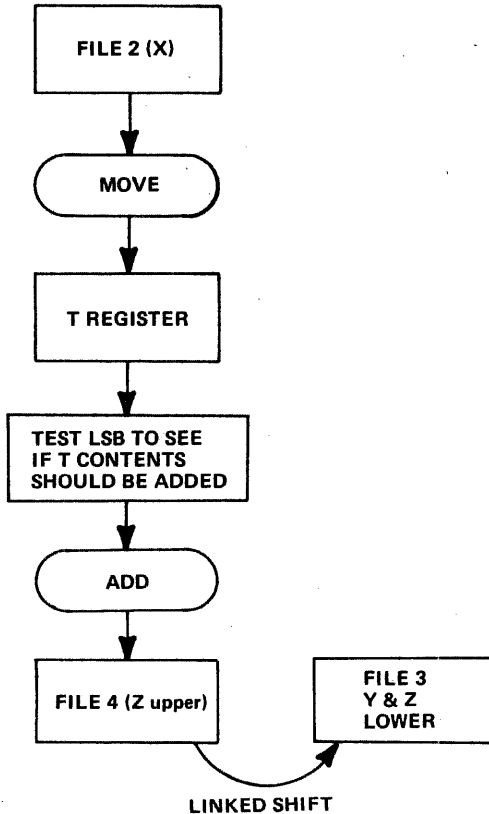 FILE 2 (X)
MOVE
T REGISTER
TEST LSB TO SEE
IF T CONTENTS
SHOULD BE ADDED
ADD
FILE 4 (Z upper)
FILE 3
Y & Z
LOWER
LINKED SHIFT